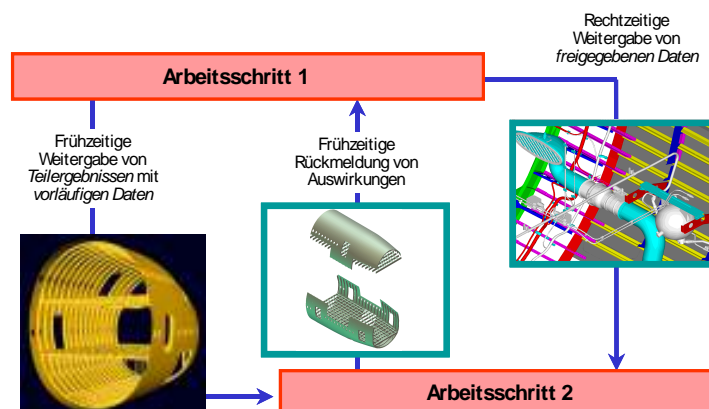 Rechtzeitige
Weitergabe von
freigegebenen Daten
Arbeitsschritt 1
Frühzeitige
Weitergabe von
Teilergebnissen mit
vorläufigen Daten
Frühzeitige
Rückmeldung von
Auswirkungen
Arbeitsschritt 2